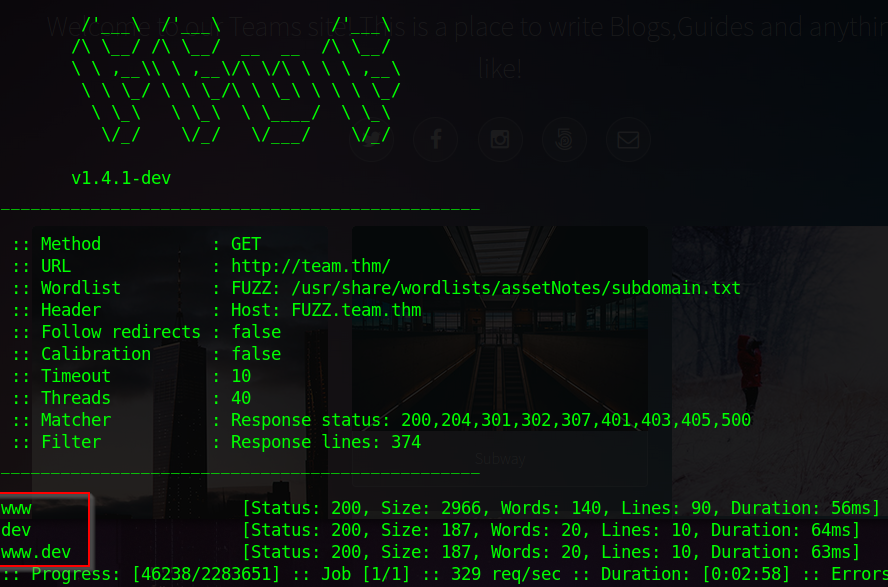 Welcome to our Teams site. This is a place to write Blogs,Guides and anything
like!
v1.4.1-dev
________________________________________________
:: Method : GET
:: URL : http://team.thm/
:: Wordlist : FUZZ: /usr/share/wordlists/assetNotes/subdomain.txt
:: Header : Host: FUZZ.team.thm
:: Follow redirects : false
:: Calibration : false
:: Timeout : 10
:: Threads : 40
:: Matcher : Response status: 200,204,301,302,307,401,403,405,500
:: Filter : Response lines: 374
________________________________________________
Subway
www [Status: 200, Size: 2966, Words: 140, Lines: 90, Duration: 56ms]
dev [Status: 200, Size: 187, Words: 20, Lines: 10, Duration: 64ms]
www.dev [Status: 200, Size: 187, Words: 20, Lines: 10, Duration: 63ms]
:: Progress: [46238/2283651] :: Job [1/1] :: 329 req/sec :: Duration: [0:02:58] :: Errors